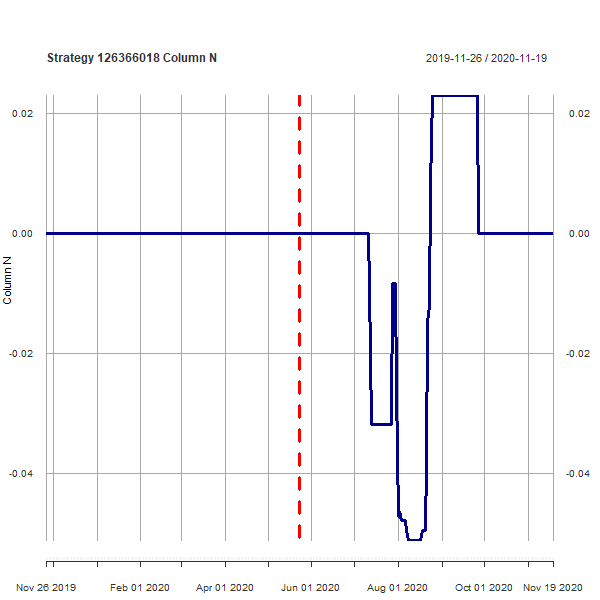 Strategy 126366018 Column N
2019-11-26 / 2020-11-19
0.02
0.02
0.00
0.00
Column N
-0.02
-0.02
-0.04
-0.04
Nov 26 2019
Feb 01 2020
Apr 01 2020
Jun 01 2020
Aug 01 2020
Oct 01 2020
Nov 19 2020